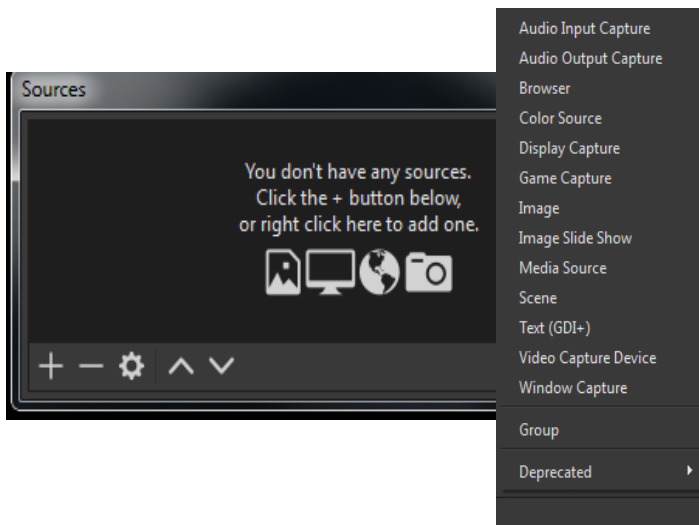 Sources
You don't have any sources.
Click the + button below,
or right click here to add one.
Audio Input Capture
Audio Output Capture
Browser
Color Source
Display Capture
Game Capture
Image
Image Slide Show
Media Source
Scene
Text (GDI+)
Video Capture Device
Window Capture
Group
Deprecated